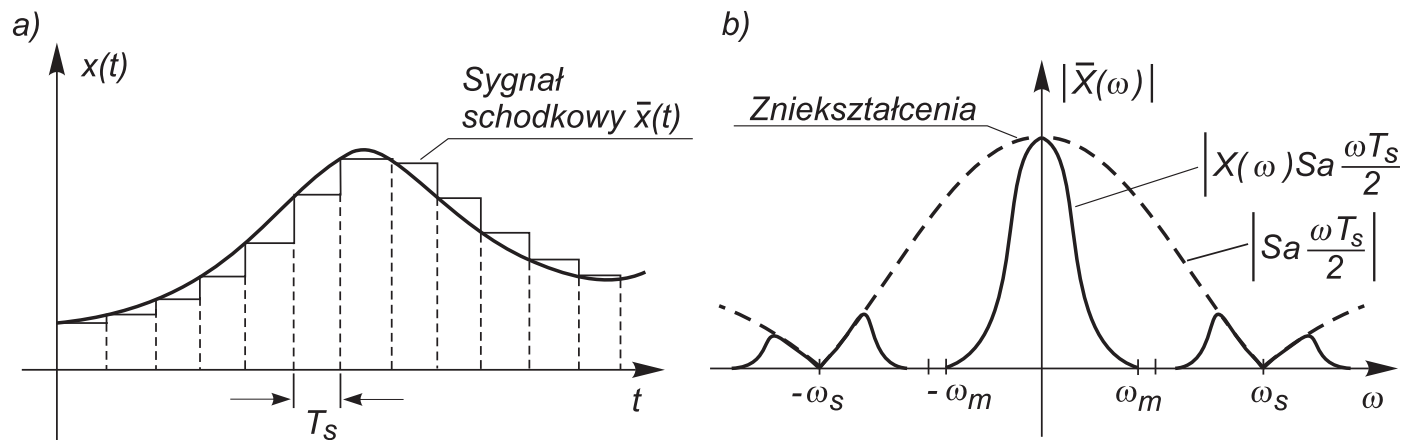 a)
x(t)
Sygnał
schodkowy x̄(t)
t
T_s
b)
|X̄(ω)|
Zniekształcenia
|X(ω)Sa ωT_s/2
|Sa ωT_s/2|
-ω_s
-ω_m
ω_m
ω_s
ω